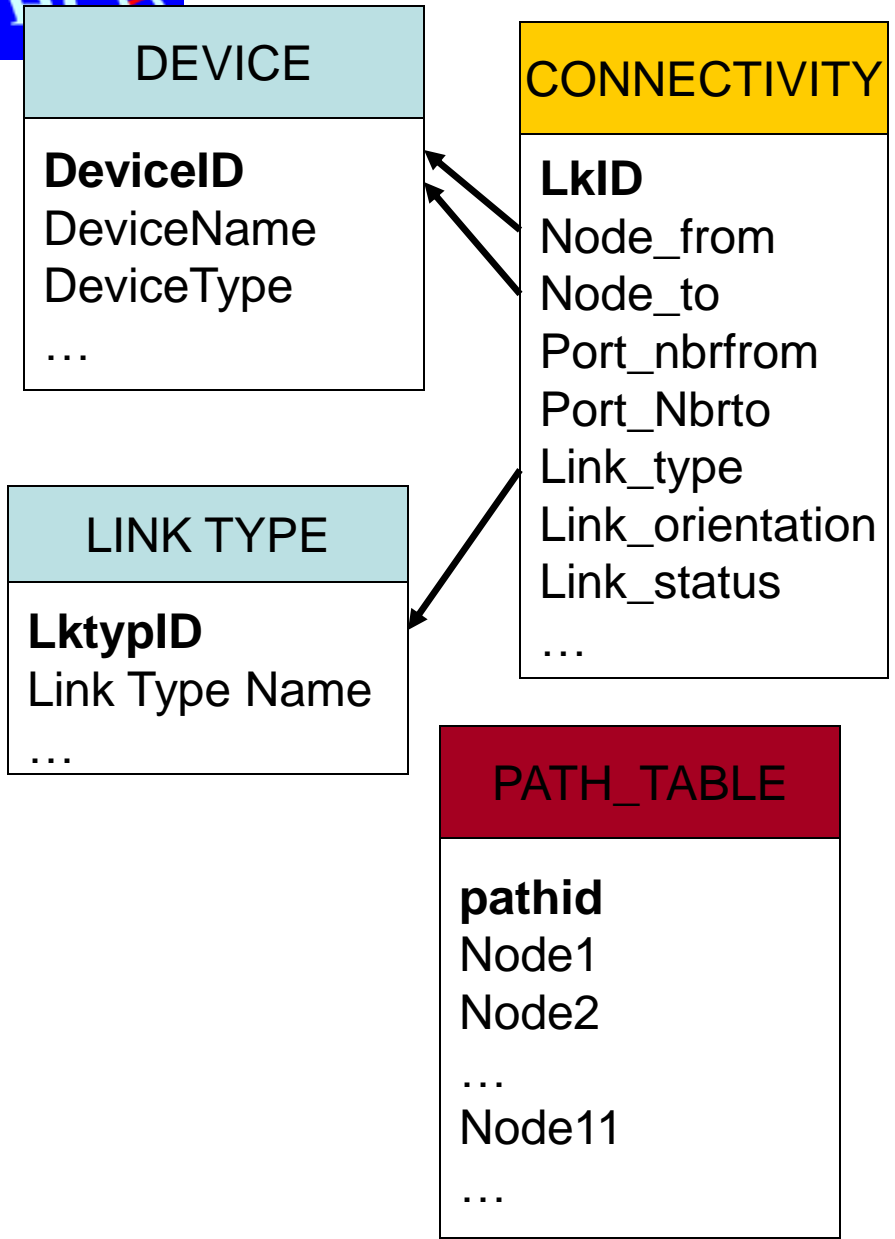 DEVICE
DeviceID
DeviceName
DeviceType
…
CONNECTIVITY
LkID
Node_from
Node_to
Port_nbrfrom
Port_Nbrto
Link_type
Link_orientation
Link_status
…
LINK TYPE
LktypID
Link Type Name
…
PATH_TABLE
pathid
Node1
Node2
…
Node11
…